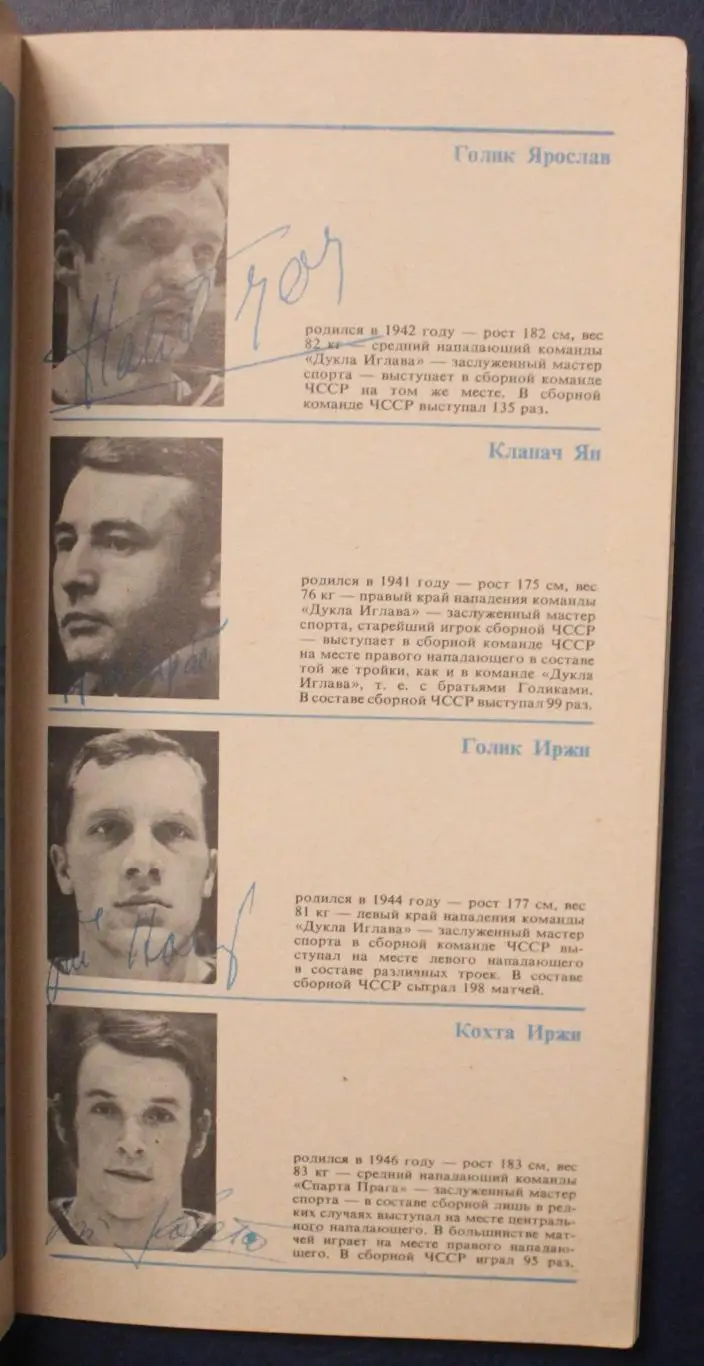 Голик Ярослав
родился в 1942 году — рост 182 см, вес
82 кг — средний нападающий команды
«Дукла Иглава» — заслуженный мастер
спорта — выступает в сборной команде
ЧССР на том же месте. В сборной
команде ЧССР выступал 135 раз.
Клапач Ян
родился в 1941 году — рост 175 см, вес
76 кг — правый край нападения команды
«Дукла Иглава» — заслуженный мастер
спорта, старейший игрок сборной ЧССР
— выступает в сборной команде ЧССР
на месте правого нападающего в составе
той же тройки, как и в команде «Дукла
Иглава», т. е. с братьями Голиками.
В составе сборной ЧССР выступал 99 раз.
Голик Иржи
родился в 1944 году — рост 177 см, вес
81 кг — левый край нападения команды
«Дукла Иглава» — заслуженный мастер
спорта в сборной команде ЧССР вы-
ступал на месте левого нападающего
в составе различных троек. В составе
сборной ЧССР сыграл 198 матчей.
Кохта Иржи
родился в 1946 году — рост 183 см, вес
83 кг — средний нападающий команды
«Спарта Прага» — заслуженный мастер
спорта — в составе сборной лишь в ред-
ких случаях выступал на месте централь-
ного нападающего. В большинстве мат-
чей играет на месте правого нападаю-
щего. В сборной ЧССР играл 95 раз.